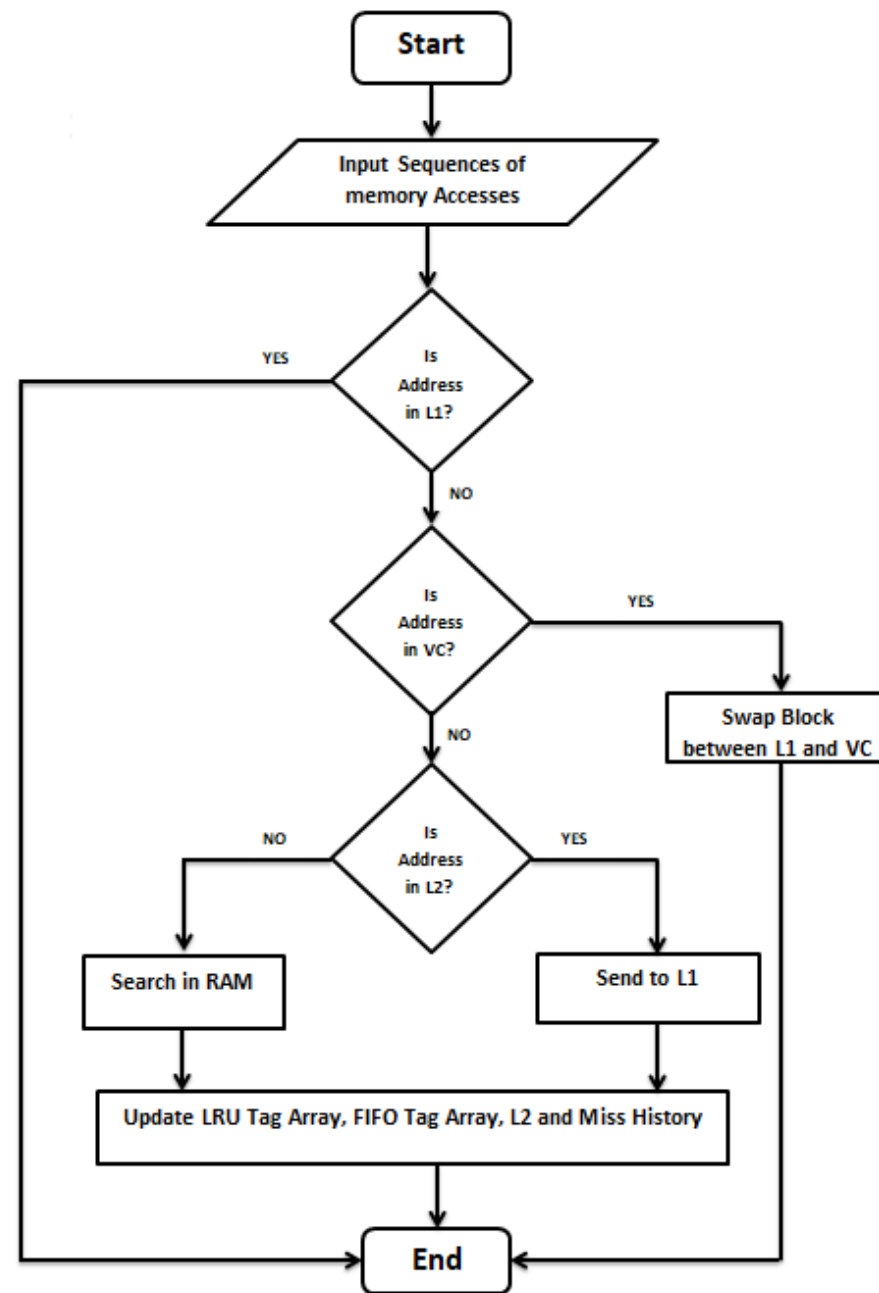 Start
Input Sequences of
memory Accesses
YES
Is
Address
in L1?
NO
Is
Address
in VC?
YES
Swap Block
between L1 and VC
NO
Is
Address
in L2?
NO
YES
Search in RAM
Send to L1
Update LRU Tag Array, FIFO Tag Array, L2 and Miss History
End